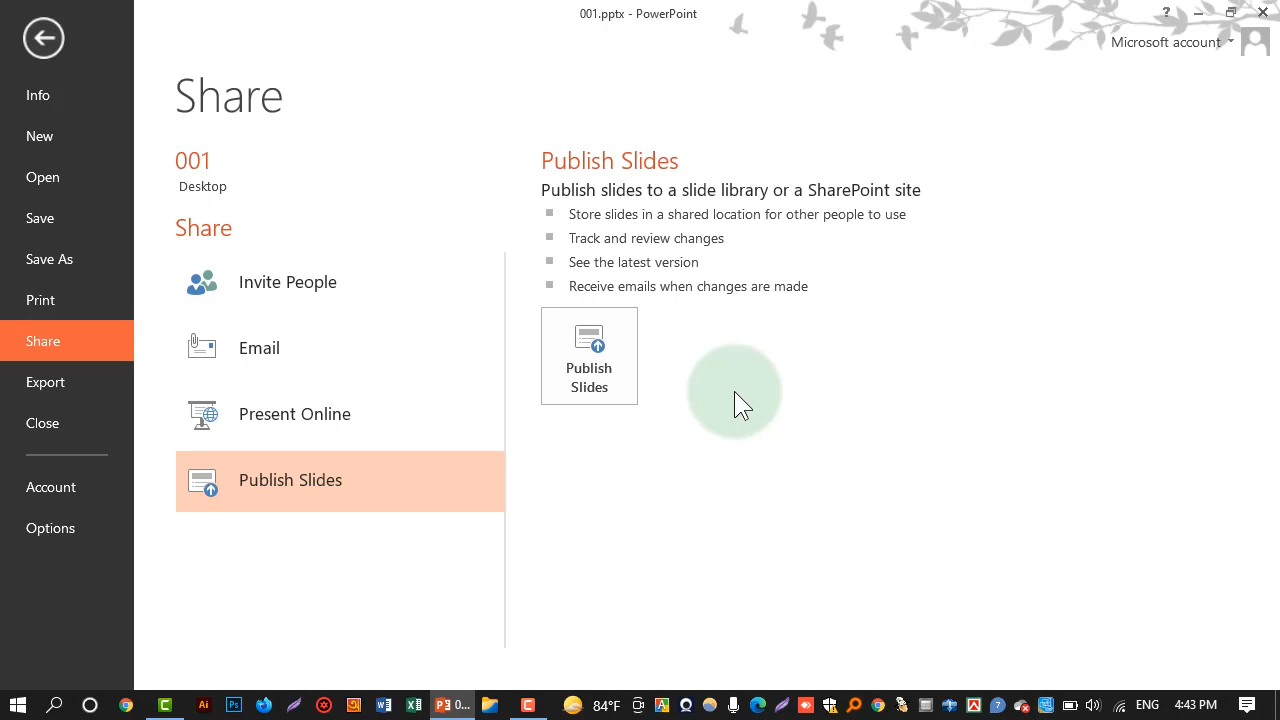 001.pptx - PowerPoint
?
Microsoft account
Info
New
Open
Save
Save As
Print
Share
Export
Close
Account
Options
Share
001
Desktop
Share
Invite People
Email
Present Online
Publish Slides
Publish Slides
Publish slides to a slide library or a SharePoint site
Store slides in a shared location for other people to use
Track and review changes
See the latest version
Receive emails when changes are made
Publish
Slides
0...
84°F
ENG
4:43 PM